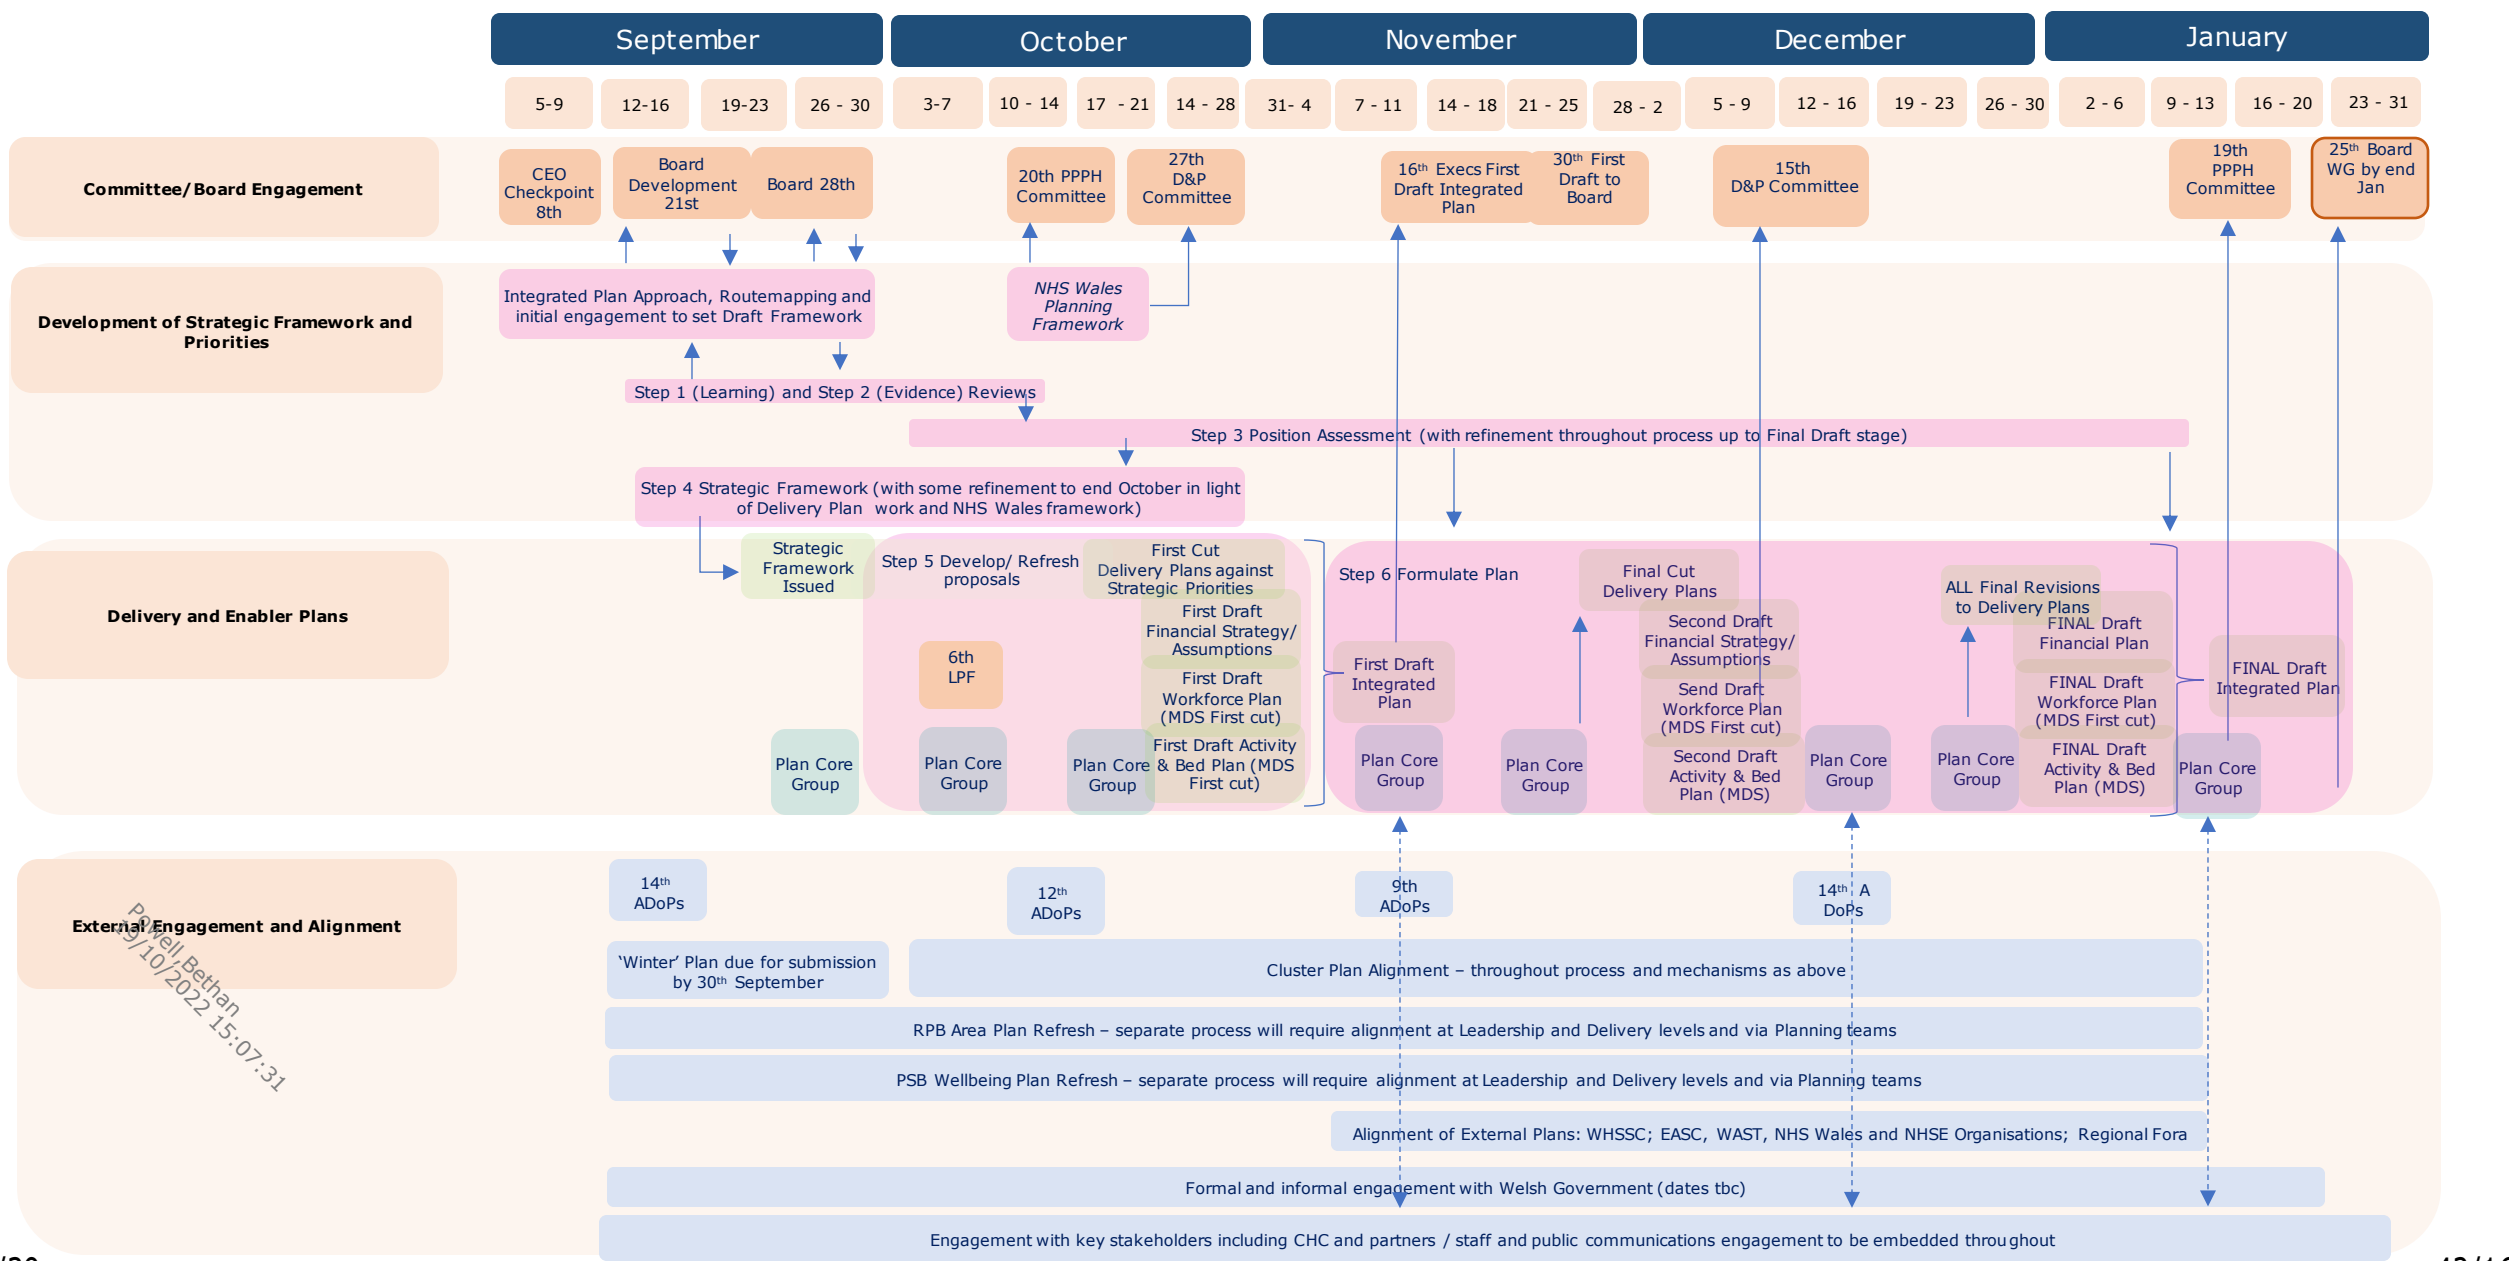 September
October
November
December
January
5-9
12-16
19-23
26 - 30
3-7
10 - 14
17 - 21
14 - 28
31- 4
7 - 11
14 - 18
21 - 25
28 - 2
5 - 9
12 - 16
19 - 23
26 - 30
2 - 6
9 - 13
16 - 20
23 - 31
Committee/Board Engagement
CEO
Checkpoint
8th
Board
Development
21st
Board 28th
20th PPPH
Committee
27th
D&P
Committee
16th Execs First
Draft Integrated
Plan
30th First
Draft to
Board
15th
D&P Committee
19th
PPPH
Committee
25th Board
WG by end
Jan
Development of Strategic Framework and
Priorities
Integrated Plan Approach, Routemapping and
initial engagement to set Draft Framework
NHS Wales
Planning
Framework
Step 1 (Learning) and Step 2 (Evidence) Reviews
Step 3 Position Assessment (with refinement throughout process up to Final Draft stage)
Step 4 Strategic Framework (with some refinement to end October in light
of Delivery Plan work and NHS Wales framework)
Delivery and Enabler Plans
Strategic
Framework
Issued
Step 5 Develop/ Refresh
proposals
First Cut
Delivery Plans against
Strategic Priorities
First Draft
Financial Strategy/
Assumptions
6th
LPF
First Draft
Workforce Plan
(MDS First cut)
First Draft Activity
& Bed Plan (MDS
First cut)
Plan Core
Group
Plan Core
Group
Plan Core
Group
Step 6 Formulate Plan
First Draft
Integrated
Plan
Plan Core
Group
Plan Core
Group
Final Cut
Delivery Plans
Second Draft
Financial Strategy/
Assumptions
Send Draft
Workforce Plan
(MDS First cut)
Second Draft
Activity & Bed
Plan (MDS)
Plan Core
Group
Plan Core
Group
ALL Final Revisions
to Delivery Plans
FINAL Draft
Financial Plan
FINAL Draft
Workforce Plan
(MDS First cut)
FINAL Draft
Activity & Bed
Plan (MDS)
Plan Core
Group
FINAL Draft
Integrated Plan
External Engagement and Alignment
14th
ADoPs
12th
ADoPs
9th
ADoPs
14th A
DoPs
‘Winter’ Plan due for submission
by 30th September
Cluster Plan Alignment – throughout process and mechanisms as above
RPB Area Plan Refresh – separate process will require alignment at Leadership and Delivery levels and via Planning teams
PSB Wellbeing Plan Refresh – separate process will require alignment at Leadership and Delivery levels and via Planning teams
Alignment of External Plans: WHSSC; EASC, WAST, NHS Wales and NHSE Organisations; Regional Fora
Formal and informal engagement with Welsh Government (dates tbc)
Engagement with key stakeholders including CHC and partners / staff and public communications engagement to be embedded throughout
Powell,Bethan
19/10/2022 15:07:31